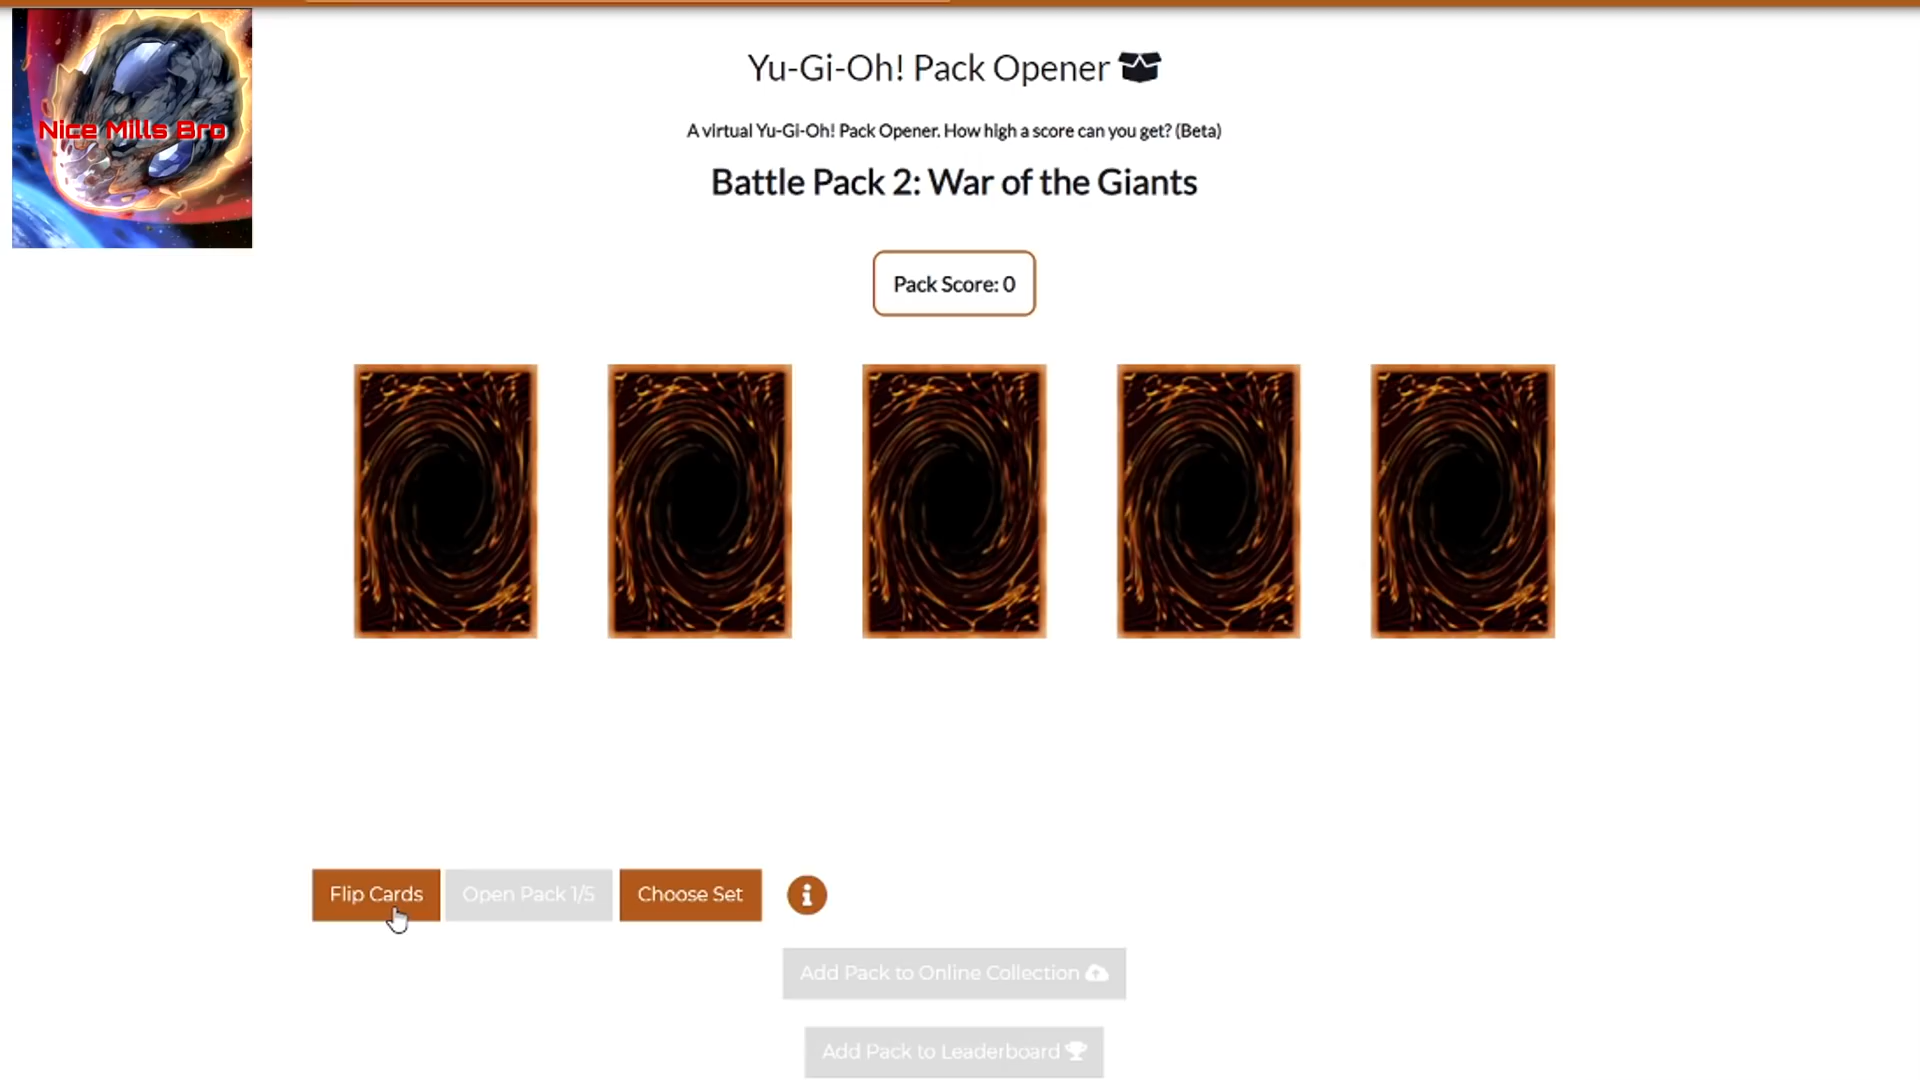 Nice Mills Bro
Yu-Gi-Oh! Pack Opener
A virtual Yu-Gi-Oh! Pack Opener. How high a score can you get? (Beta)
Battle Pack 2: War of the Giants
Pack Score: 0
Flip Cards
Open Pack 1/5
Choose Set
Add Pack to Online Collection
Add Pack to Leaderboard